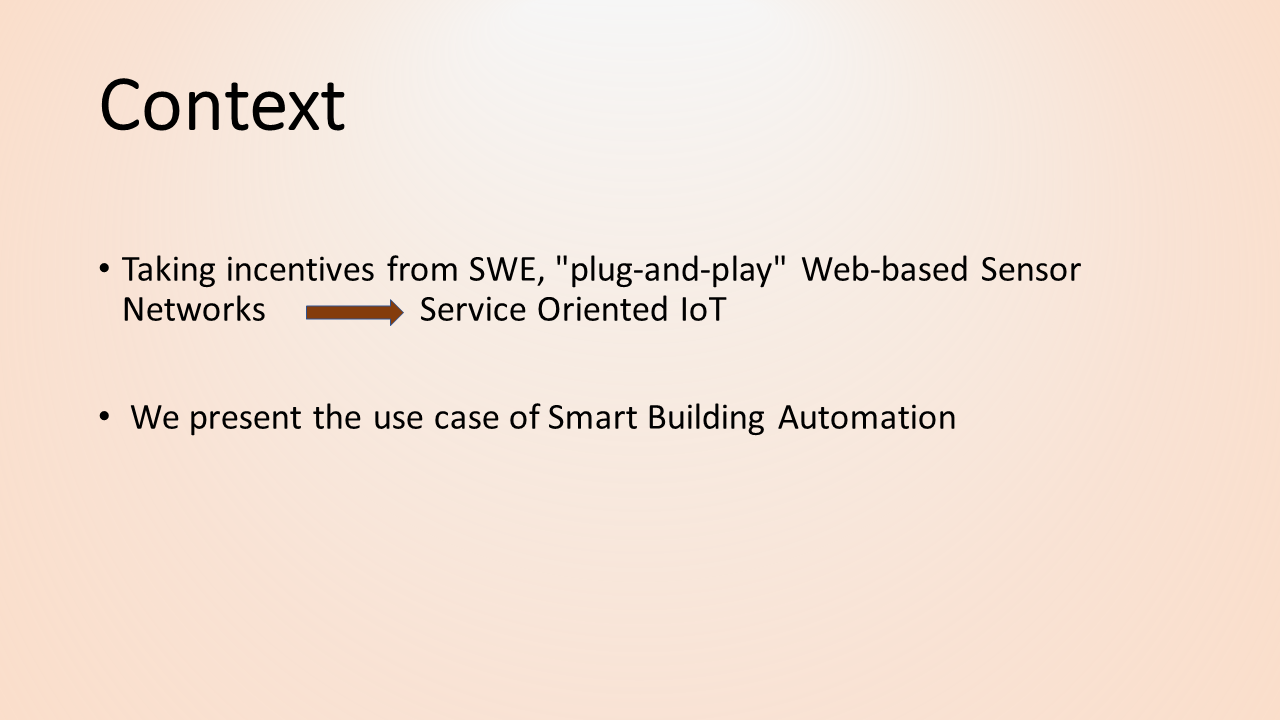 Context
• Taking incentives from SWE, "plug-and-play" Web-based Sensor
Networks Service Oriented IoT
• We present the use case of Smart Building Automation